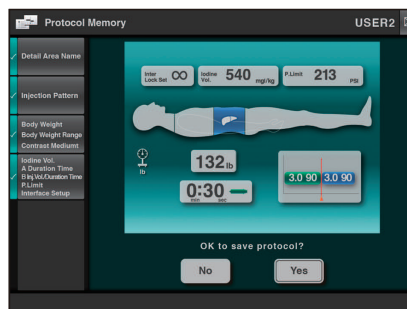 Protocol Memory USER2
Detail Area Name
Injection Pattern
Body Weight
Body Weight Range
Contrast Mediumt
Iodine Vol.
A Duration Time
B Inj.Vol./Duration Time
P.Limit
Interface Setup
Inter Lock Set ∞
Iodine Vol. 540 mgI/kg
P.Limit 213 PSI
lb
132 lb
0:30
min sec
3.0 90 3.0 90
OK to save protocol?
No Yes